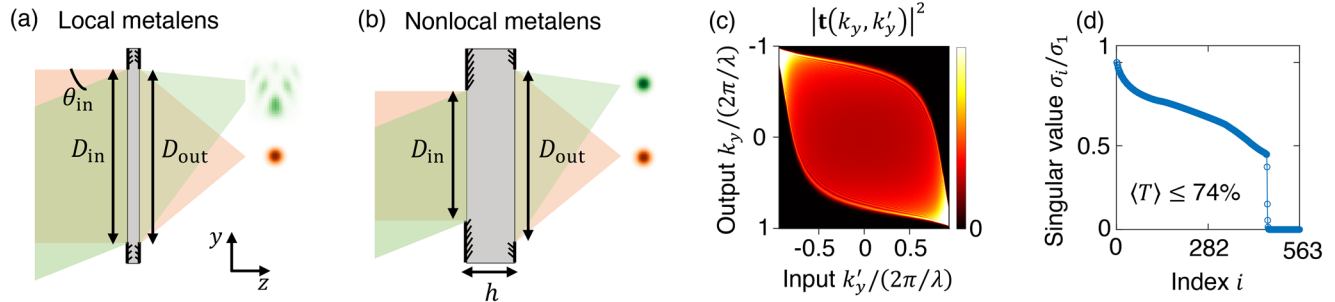 (a) Local metalens
θin
Din
Dout
y
z
(b) Nonlocal metalens
Din
Dout
h
(c) |t(ky, k′y)|²
Output ky/(2π/λ)
-1
0
1
-0.5
0
0.5
Input k′y/(2π/λ)
0
(d)
Singular value σi/σ1
1
0.5
0
⟨T⟩ ≤ 74%
0
282
563
Index i